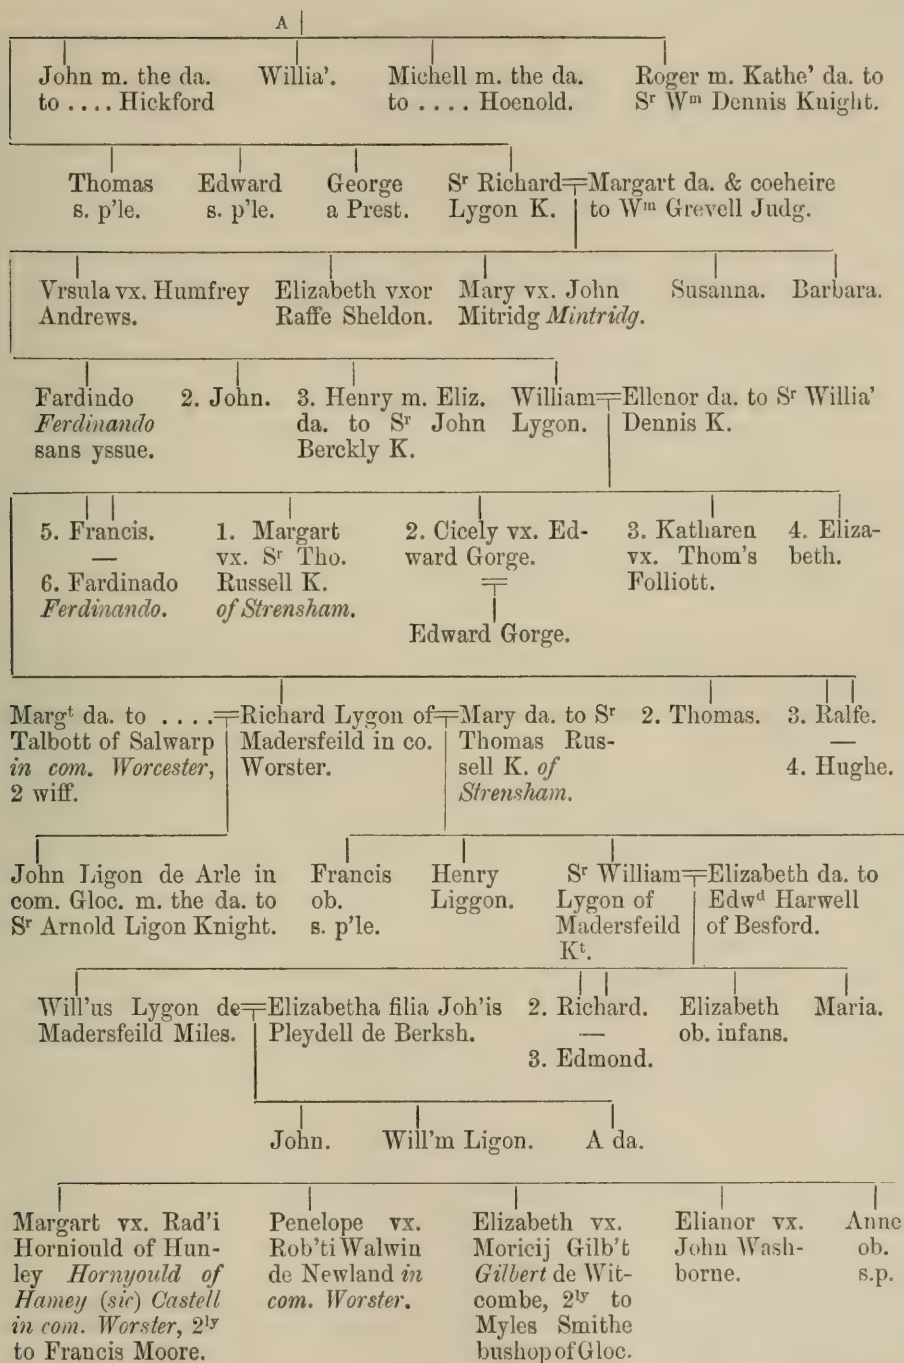 A
John m. the da. Willia'. Michell m. the da. Roger m. Kathe' da. to
to .... Hickford to .... Hoenold. Sr Wm Dennis Knight.
Thomas Edward George Sr Richard=Margart da. & coeheire
s. p'le. s. p'le. a Prest. Lygon K. to Wm Grevell Judg.
Vrsula vx. Humfrey Elizabeth vxor Mary vx. John Susanna. Barbara.
Andrews. Raffe Sheldon. Mitridg Mintridg.
Fardindo 2. John. 3. Henry m. Eliz. William=Ellenor da. to Sr Willia'
Ferdinando da. to Sr John Lygon. Dennis K.
sans yssue. Berckly K.
5. Francis. 1. Margart 2. Cicely vx. Ed- 3. Katharen 4. Eliza-
— vx. Sr Tho. ward Gorge. vx. Thom's beth.
6. Fardinado Russell K. = Folliott.
Ferdinando. of Strensham. Edward Gorge.
Margt da. to ....=Richard Lygon of=Mary da. to Sr 2. Thomas. 3. Ralfe.
Talbott of Salwarp Madersfeild in co. Thomas Rus- —
in com. Worcester, Worster. sell K. of 4. Hughe.
2 wiff. Strensham.
John Ligon de Arle in Francis Henry Sr William=Elizabeth da. to
com. Gloc. m. the da. to ob. Liggon. Lygon of Edwd Harwell
Sr Arnold Ligon Knight. s. p'le. Madersfeild of Besford.
Kt.
Will'us Lygon de=Elizabetha filia Joh'is 2. Richard. Elizabeth Maria.
Madersfeild Miles. Pleydell de Berksh. — ob. infans.
3. Edmond.
John. Will'm Ligon. A da.
Margart vx. Rad'i Penelope vx. Elizabeth vx. Elianor vx. Anne
Horniould of Hun- Rob'ti Walwin Moricij Gilb't John Wash- ob.
ley Hornyould of de Newland in Gilbert de Wit- borne. s.p.
Hamey (sic) Castell com. Worster. combe, 2ly to
in com. Worster, 2ly Myles Smithe
to Francis Moore. bushop of Gloc.